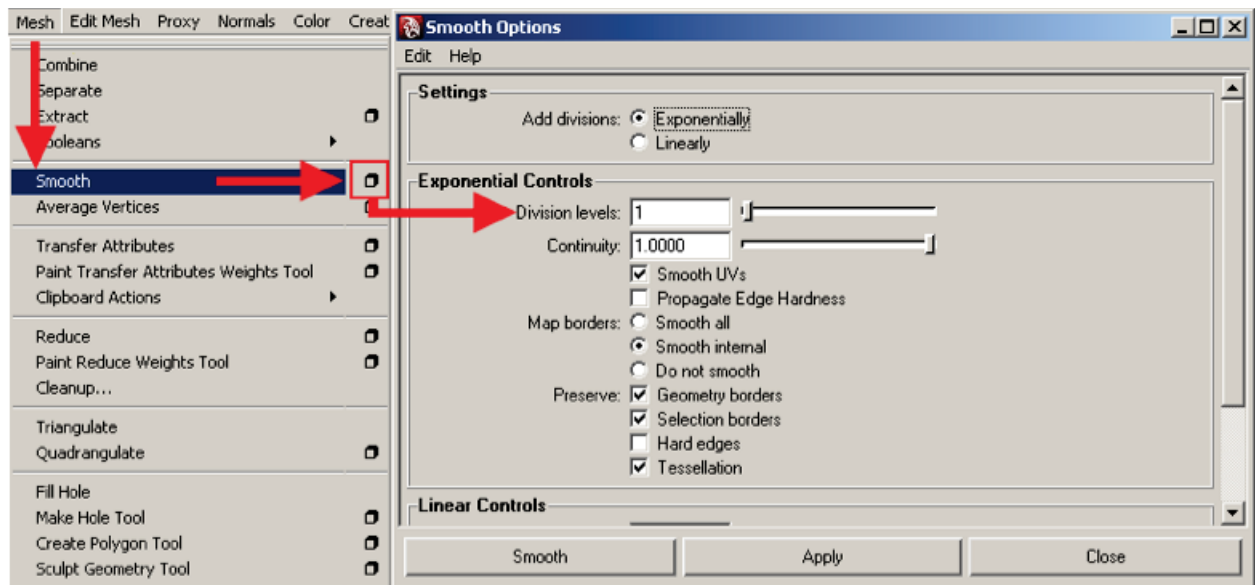 Mesh Edit Mesh Proxy Normals Color Creat
Combine
Separate
Extract
Booleans
Smooth
Average Vertices
Transfer Attributes
Paint Transfer Attributes Weights Tool
Clipboard Actions
Reduce
Paint Reduce Weights Tool
Cleanup...
Triangulate
Quadrangulate
Fill Hole
Make Hole Tool
Create Polygon Tool
Sculpt Geometry Tool
Smooth Options
Edit Help
Settings
Add divisions: Exponentially
Linearly
Exponential Controls
Division levels: 1
Continuity: 1.0000
Smooth UVs
Propagate Edge Hardness
Map borders: Smooth all
Smooth internal
Do not smooth
Preserve: Geometry borders
Selection borders
Hard edges
Tessellation
Linear Controls
Smooth Apply Close